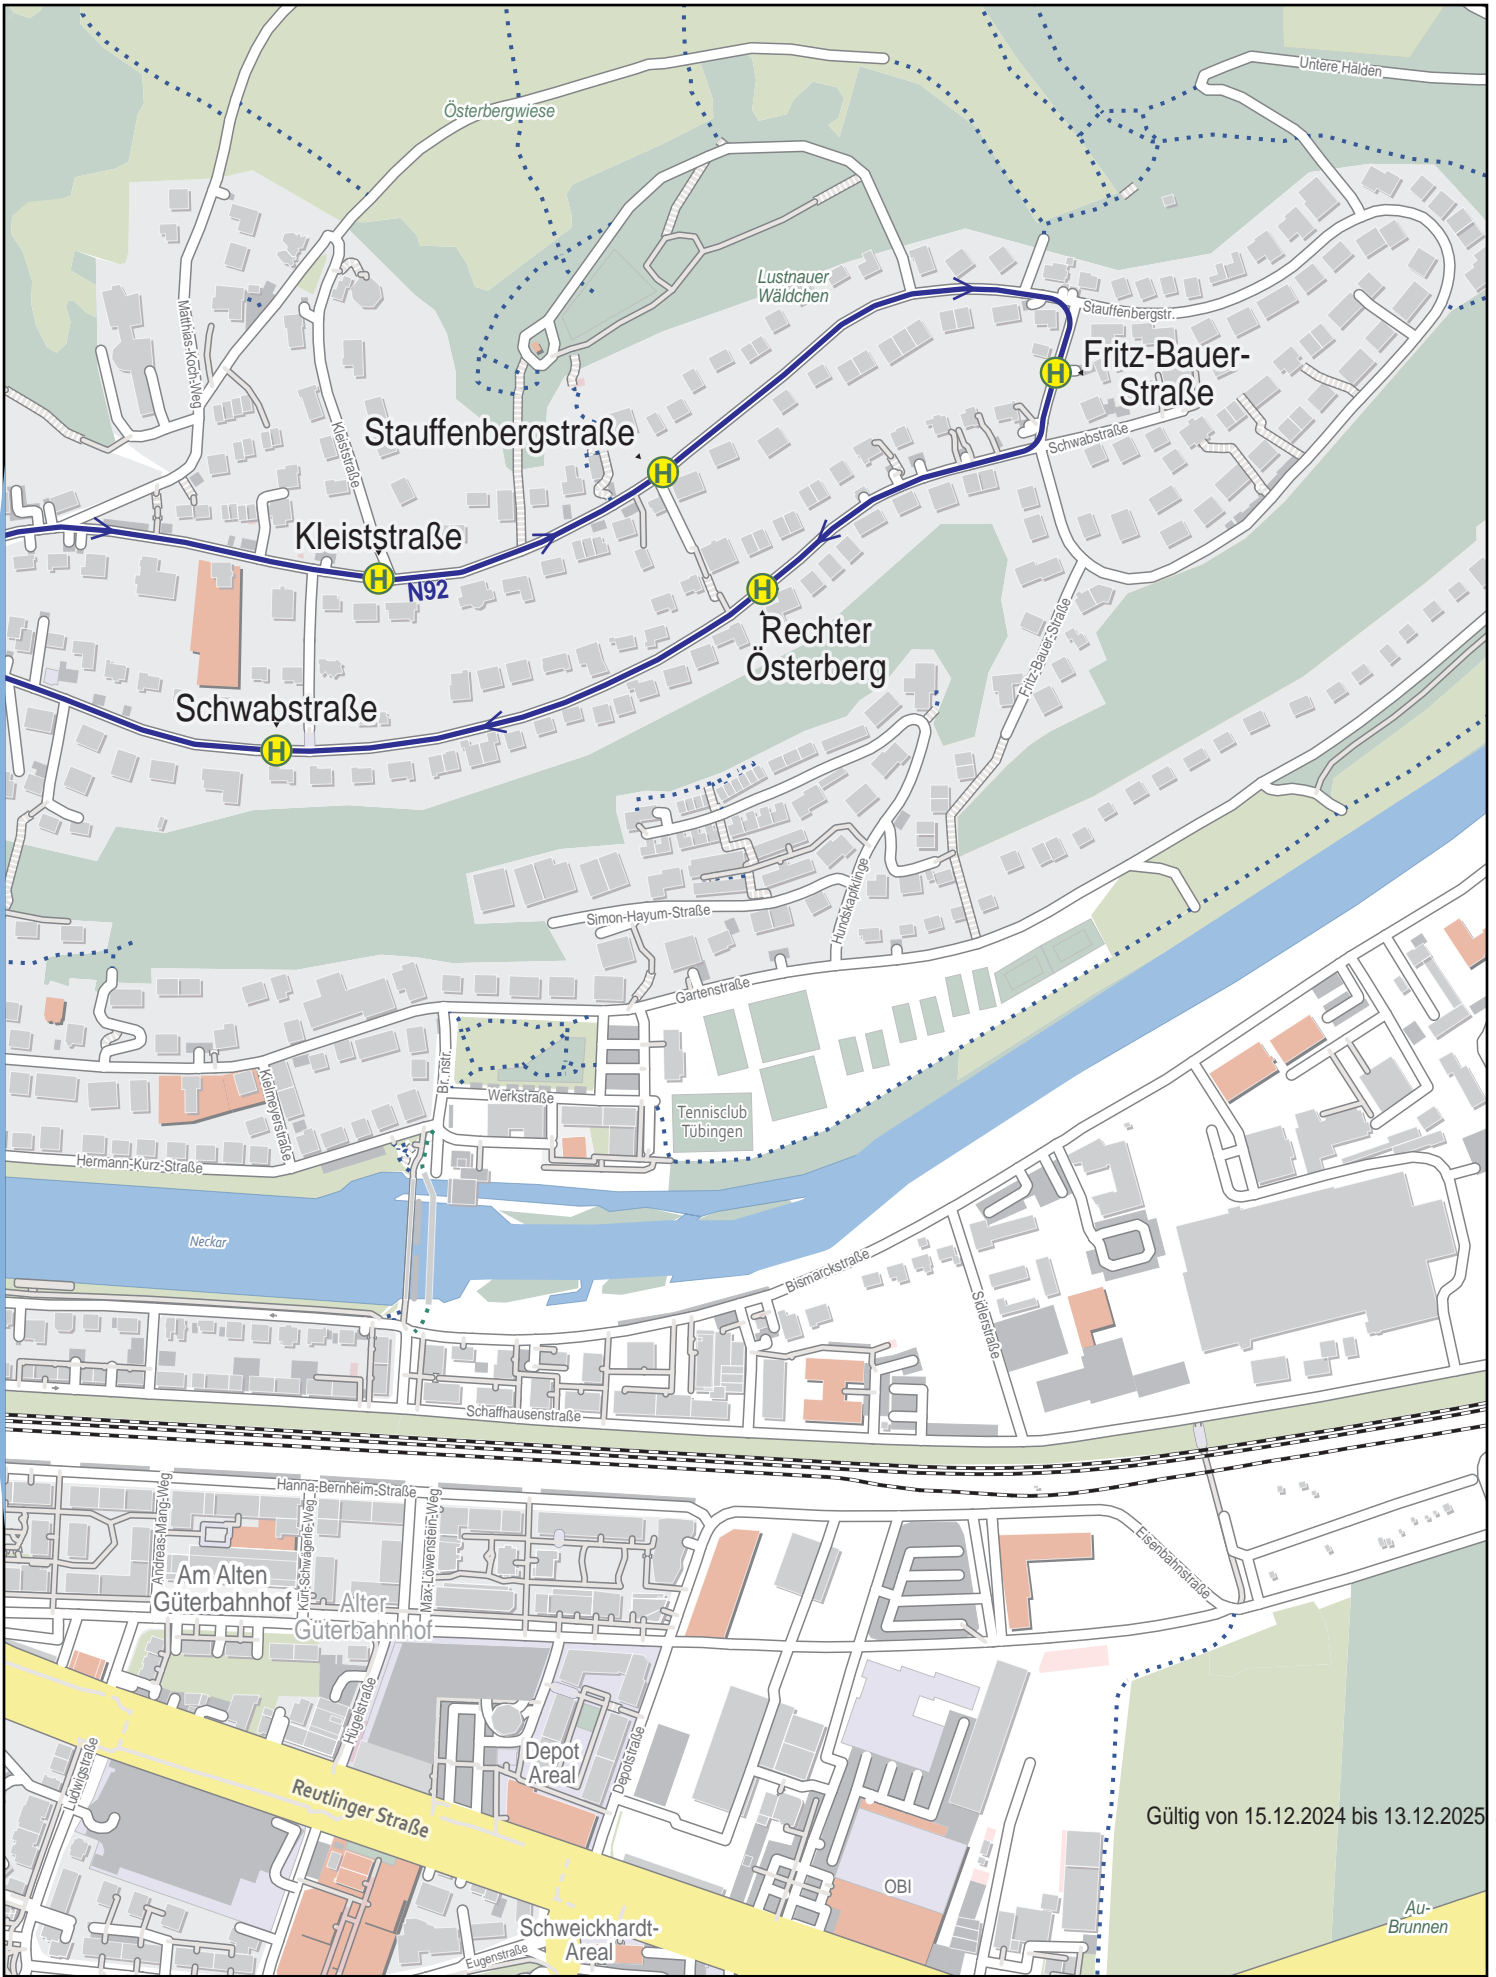 Untere Halden
Österbergwiese
Lustnauer
Wäldchen
Matthias-Koch-Weg
Stauffenbergstr.
H
Fritz-Bauer-
Straße
Kleiststraße
Stauffenbergstraße
H
Schwabstraße
Kleiststraße
H
N92
H
Rechter
Österberg
Fritz-Bauer-Straße
Schwabstraße
H
Simon-Hayum-Straße
Hundskapfklinge
Gartenstraße
Werkstraße
Kielmeyerstraße
Tennisclub
Tübingen
Hermann-Kurz-Straße
Neckar
Bismarckstraße
Sidlerstraße
Schaffhausenstraße
Hanna-Bernheim-Straße
Andreas-Mang-Weg
Kurt-Schwägerle-Weg
Max-Löwenstein-Weg
Eisenbahnstraße
Am Alten
Güterbahnhof
Alter
Güterbahnhof
Hügelstraße
Depot
Areal
Depotstraße
Ludwigstraße
Reutlinger Straße
Gültig von 15.12.2024 bis 13.12.2025
OBI
Schweickhardt-
Areal
Eugenstraße
Au-
Brunnen